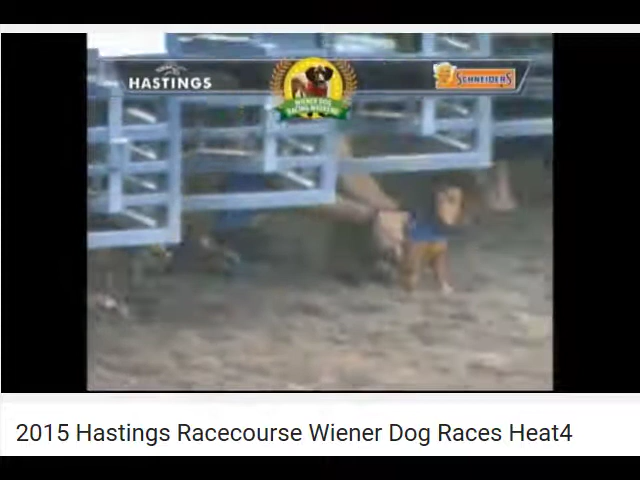 HASTINGS
WIENER DOG
RACING WEEKEND
SCHNEIDERS
2015 Hastings Racecourse Wiener Dog Races Heat4